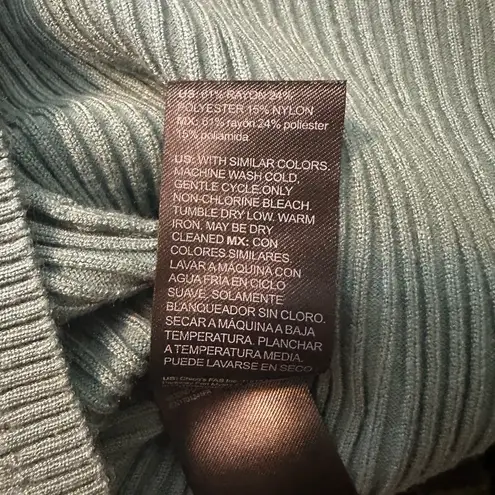 US: 61% RAYON 24%
POLYESTER 15% NYLON
MX: 61% rayón 24% poliéster
15% poliamida
US: WITH SIMILAR COLORS.
MACHINE WASH COLD,
GENTLE CYCLE.ONLY
NON-CHLORINE BLEACH.
TUMBLE DRY LOW. WARM
IRON. MAY BE DRY
CLEANED MX: CON
COLORES SIMILARES.
LAVAR A MÁQUINA CON
AGUA FRÍA EN CICLO
SUAVE. SOLAMENTE
BLANQUEADOR SIN CLORO.
SECAR A MÁQUINA A BAJA
TEMPERATURA. PLANCHAR
A TEMPERATURA MEDIA.
PUEDE LAVARSE EN SECO